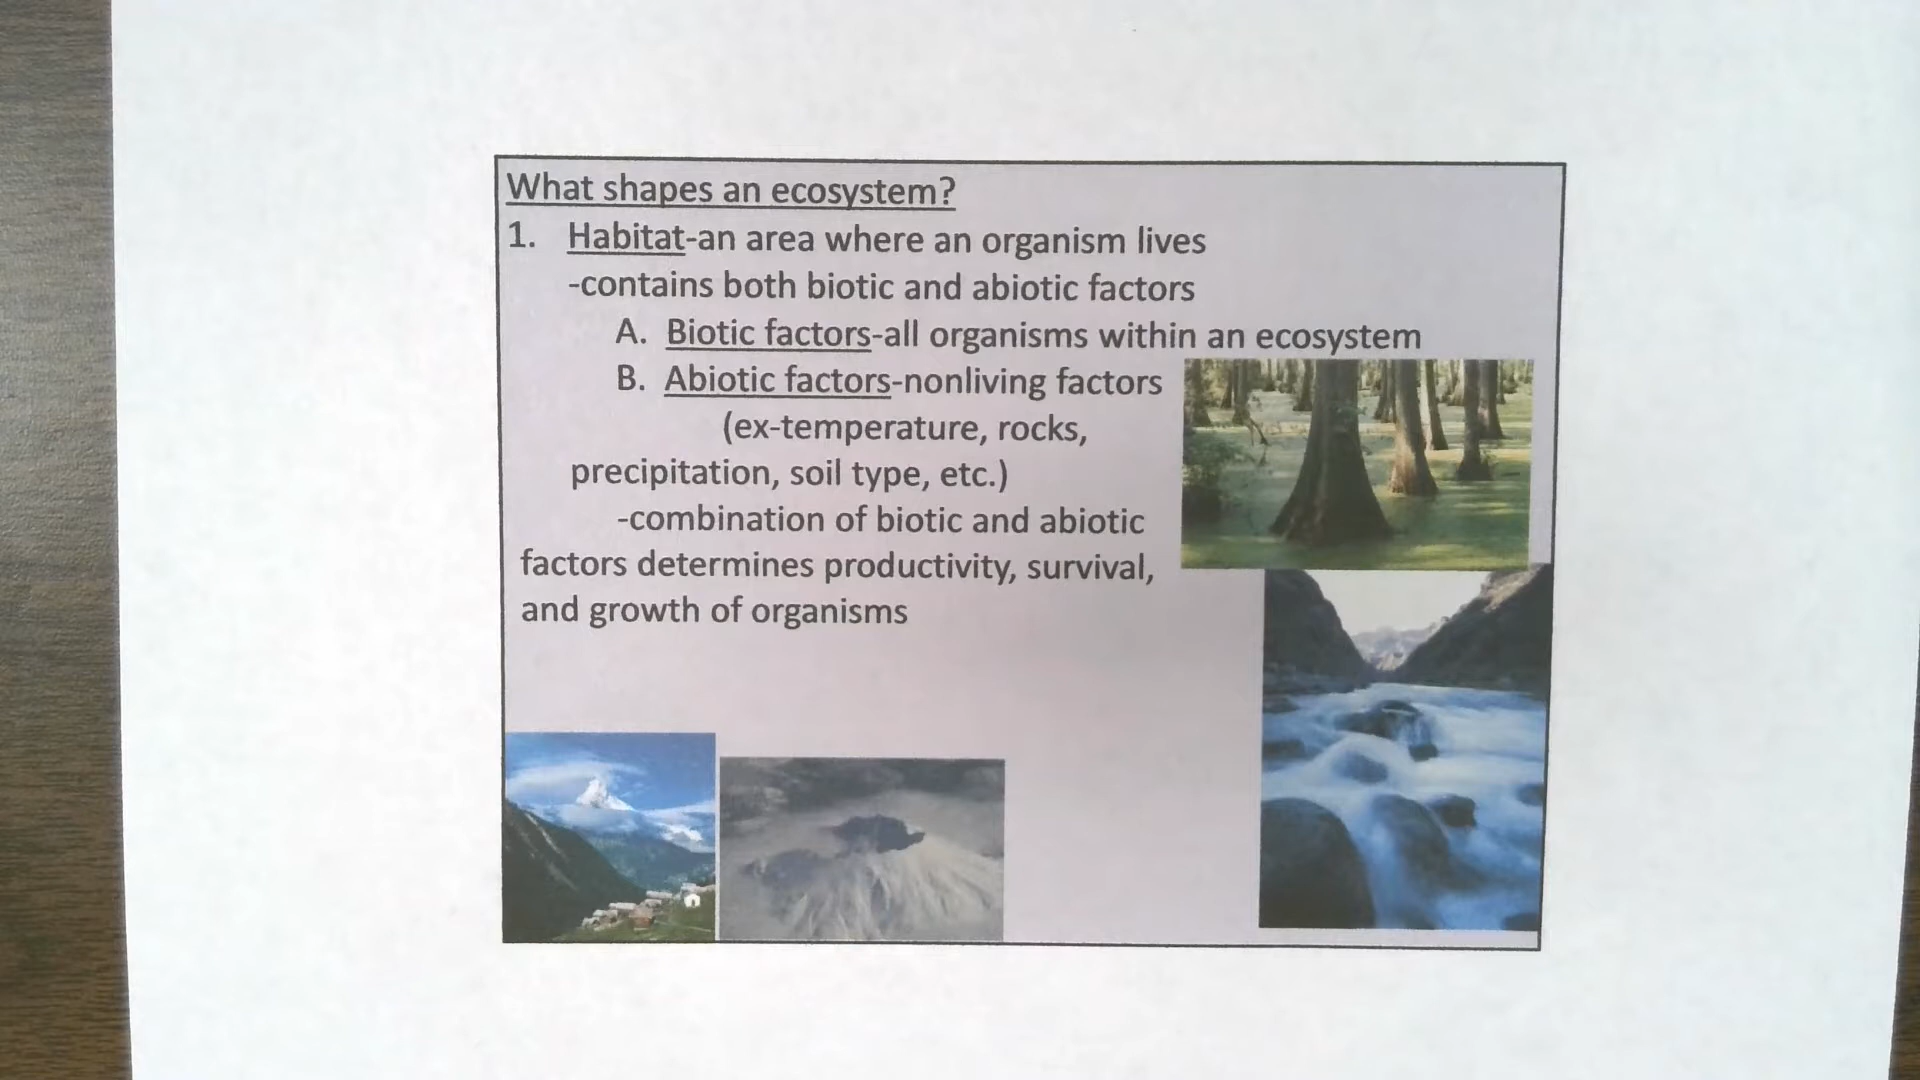 What shapes an ecosystem?
1. Habitat-an area where an organism lives
-contains both biotic and abiotic factors
A. Biotic factors-all organisms within an ecosystem
B. Abiotic factors-nonliving factors
(ex-temperature, rocks,
precipitation, soil type, etc.)
-combination of biotic and abiotic
factors determines productivity, survival,
and growth of organisms